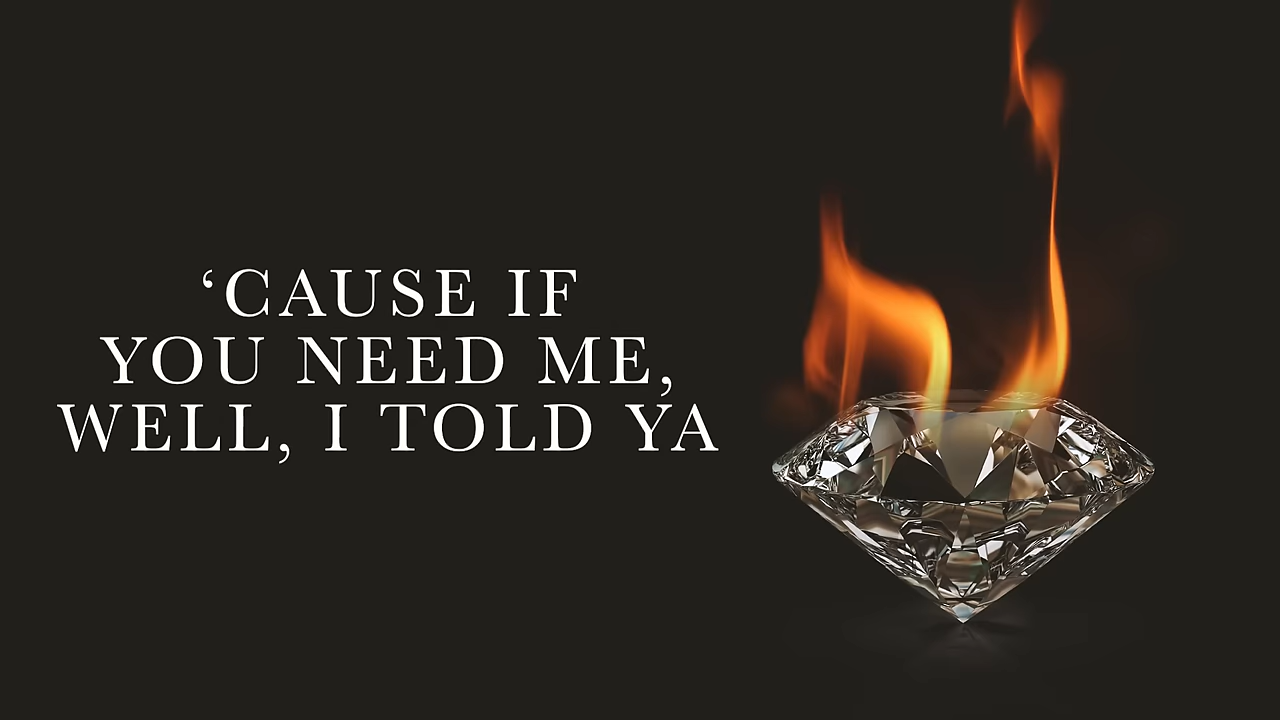 ‘CAUSE IF
YOU NEED ME,
WELL, I TOLD YA